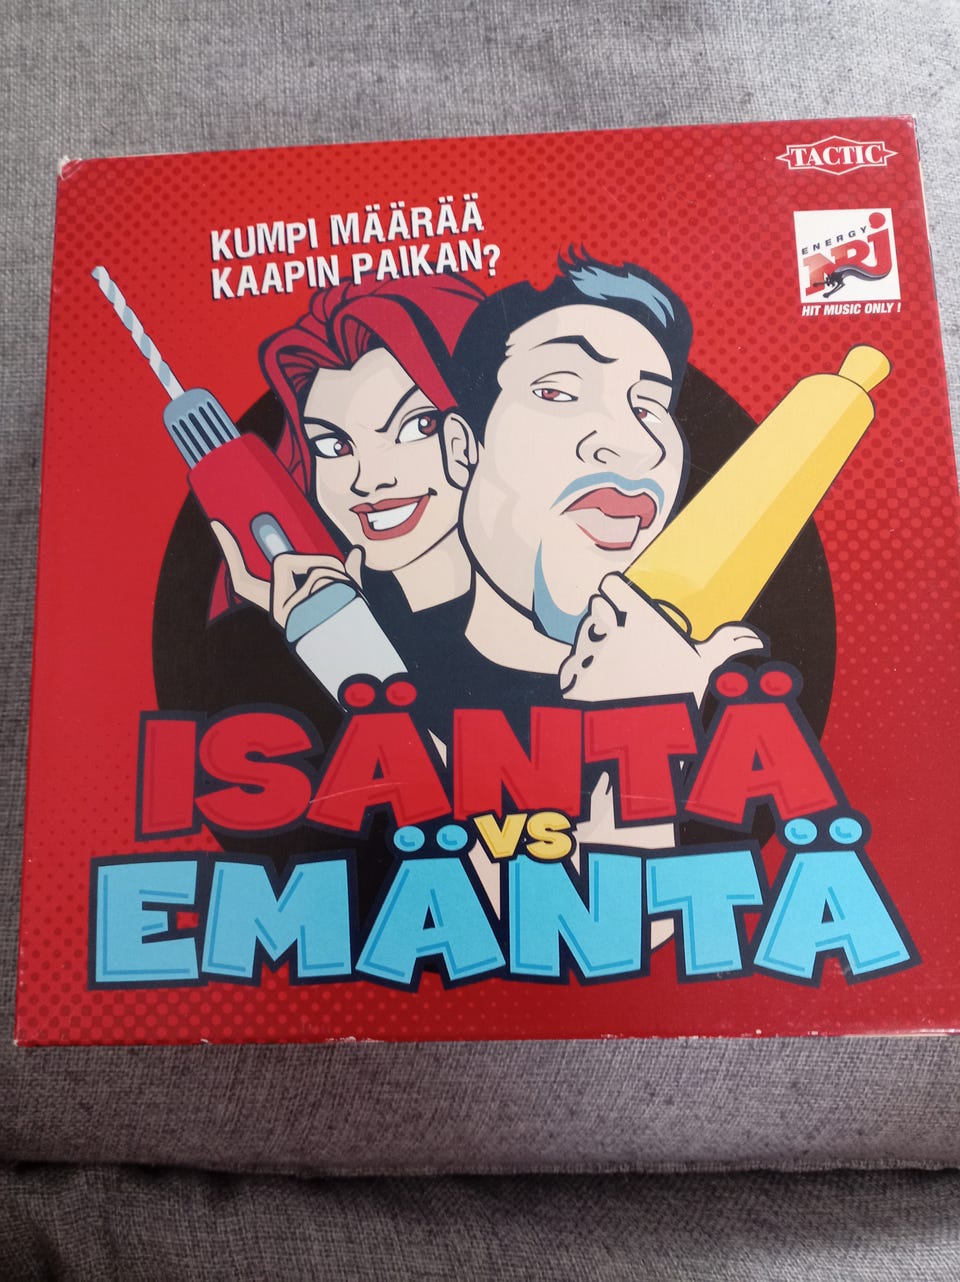 TACTIC
KUMPI MÄÄRÄÄ
KAAPIN PAIKAN?
ENERGY
NRJ
HIT MUSIC ONLY !
ISÄNTÄ
VS
EMÄNTÄ